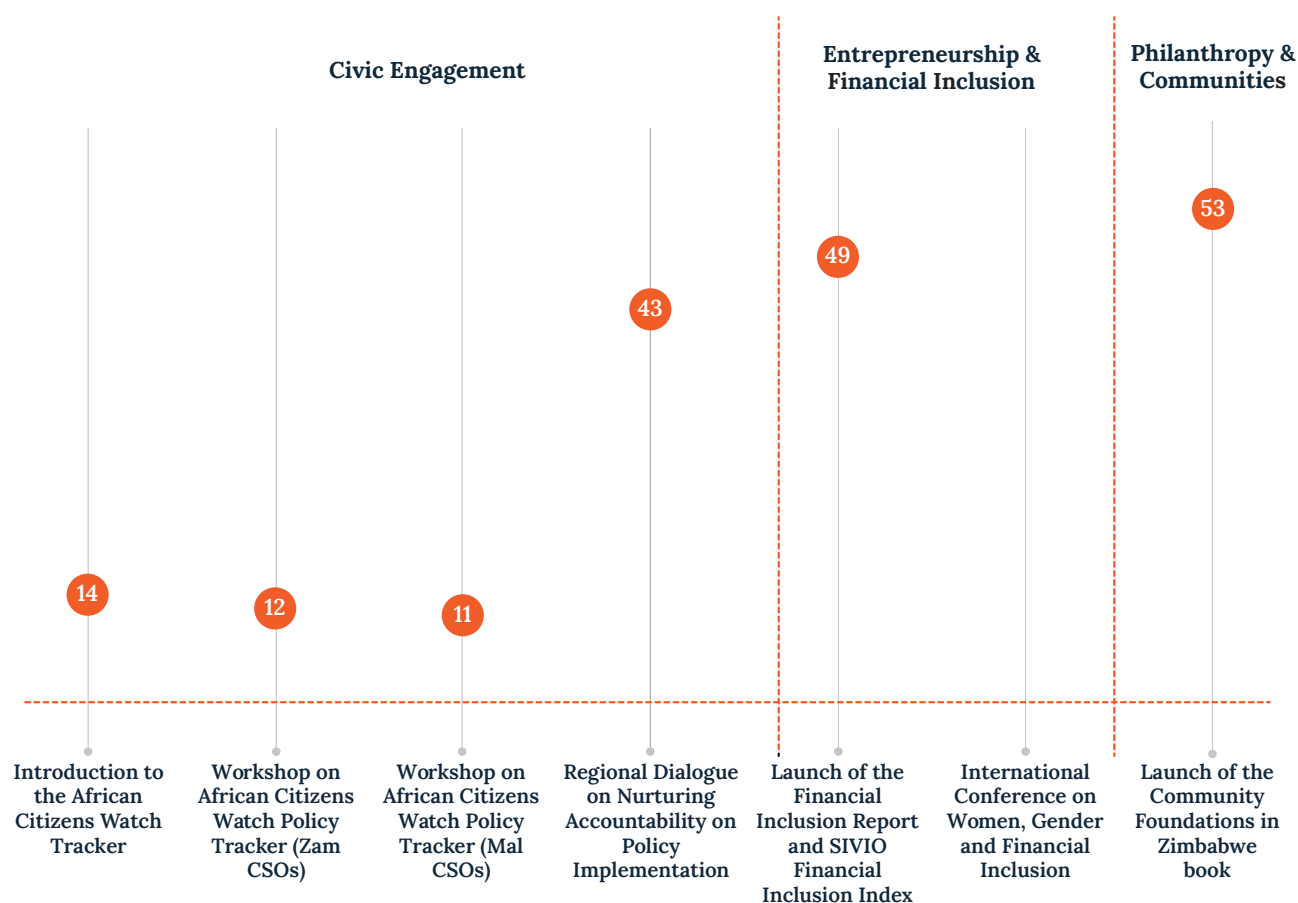 Civic Engagement
Entrepreneurship &
Financial Inclusion
Philanthropy &
Communities
53
49
43
14
12
11
Introduction to
the African
Citizens Watch
Tracker
Workshop on
African Citizens
Watch Policy
Tracker (Zam
CSOs)
Workshop on
African Citizens
Watch Policy
Tracker (Mal
CSOs)
Regional Dialogue
on Nurturing
Accountability on
Policy
Implementation
Launch of the
Financial
Inclusion Report
and SIVIO
Financial
Inclusion Index
International
Conference on
Women, Gender
and Financial
Inclusion
Launch of the
Community
Foundations in
Zimbabwe
book